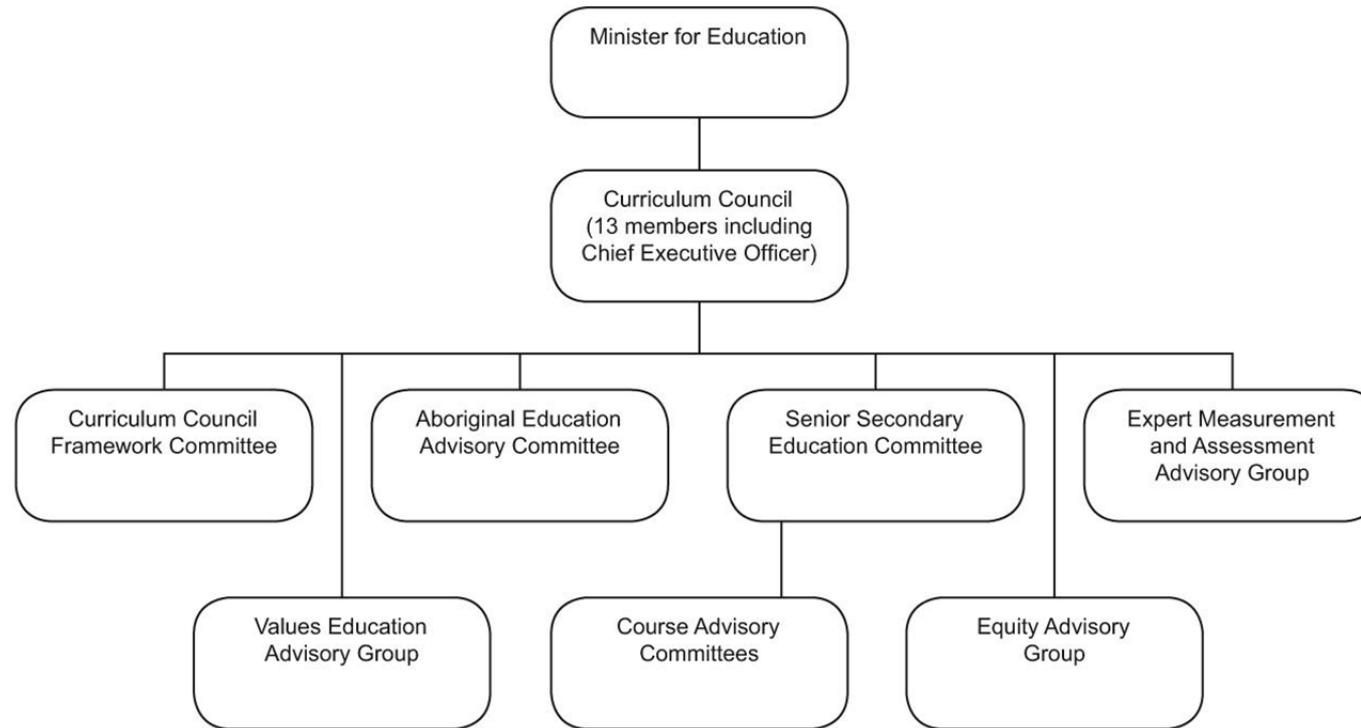 Minister for Education
Curriculum Council
(13 members including
Chief Executive Officer)
Curriculum Council
Framework Committee
Aboriginal Education
Advisory Committee
Senior Secondary
Education Committee
Expert Measurement
and Assessment
Advisory Group
Values Education
Advisory Group
Course Advisory
Committees
Equity Advisory
Group